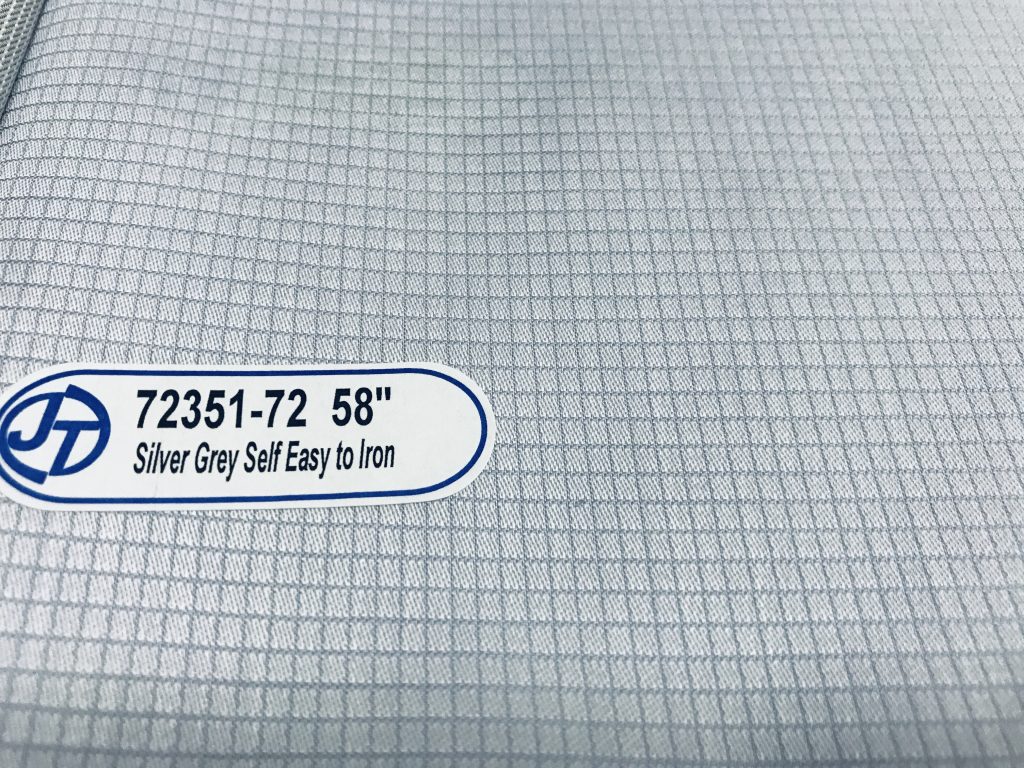 JT
72351-72 58"
Silver Grey Self Easy to Iron